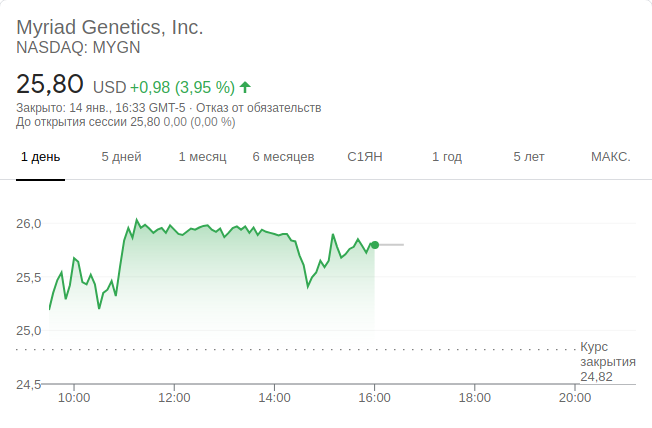 Myriad Genetics, Inc.
NASDAQ: MYGN
25,80 USD +0,98 (3,95 %)
Закрыто: 14 янв., 16:33 GMT-5 · Отказ от обязательств
До открытия сессии 25,80 0,00 (0,00 %)
1 день 5 дней 1 месяц 6 месяцев С1ЯН 1 год 5 лет МАКС.
26,0
25,5
25,0
Курс
закрытия
24,82
24,5
10:00 12:00 14:00 16:00 18:00 20:00